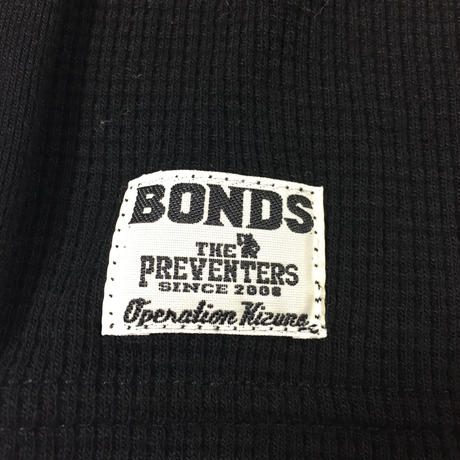 BONDS
THE
PREVENTERS
SINCE 2008
Operation Kizuna